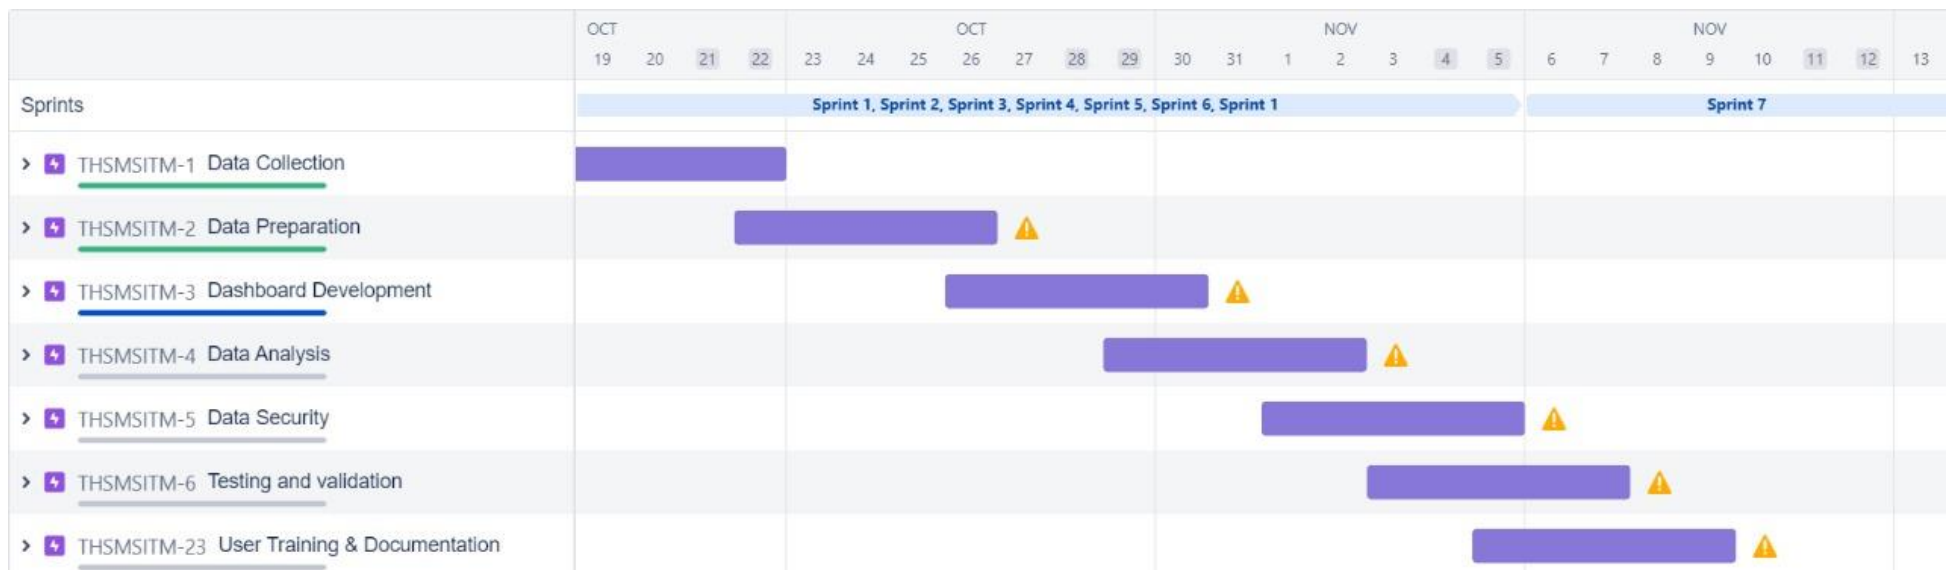 OCT OCT NOV NOV
19 20 21 22 23 24 25 26 27 28 29 30 31 1 2 3 4 5 6 7 8 9 10 11 12 13
Sprints Sprint 1, Sprint 2, Sprint 3, Sprint 4, Sprint 5, Sprint 6, Sprint 1 Sprint 7
THSMSITM-1 Data Collection
THSMSITM-2 Data Preparation
THSMSITM-3 Dashboard Development
THSMSITM-4 Data Analysis
THSMSITM-5 Data Security
THSMSITM-6 Testing and validation
THSMSITM-23 User Training & Documentation